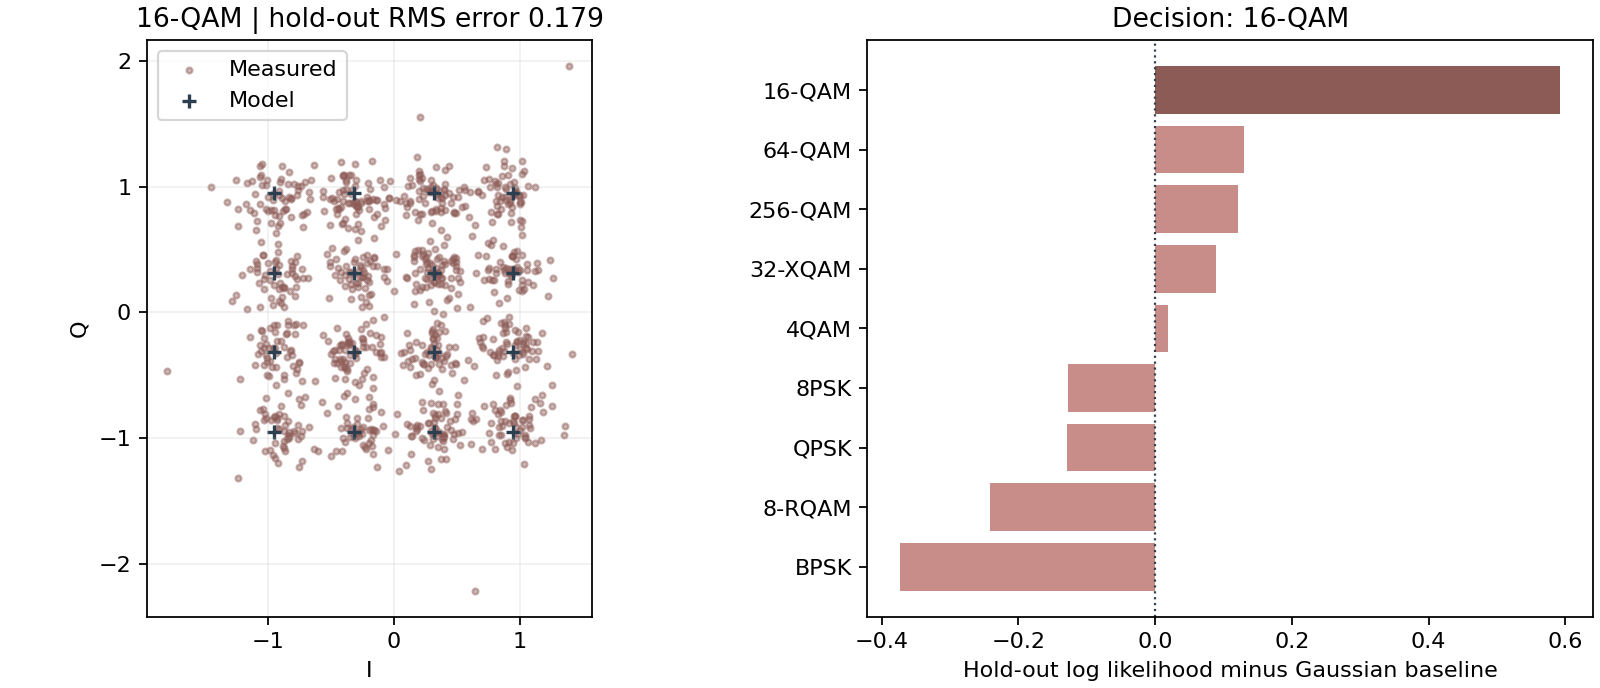 16-QAM | hold-out RMS error 0.179
Measured
Model
2
1
0
−1
−2
Q
−1
0
1
I
Decision: 16-QAM
16-QAM
64-QAM
256-QAM
32-XQAM
4QAM
8PSK
QPSK
8-RQAM
BPSK
−0.4
−0.2
0.0
0.2
0.4
0.6
Hold-out log likelihood minus Gaussian baseline